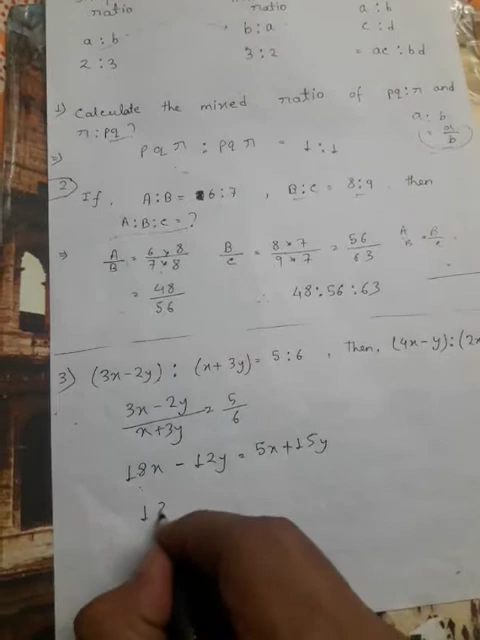 ratio ratio a:b
a:b b:a c:d
2:3 3:2 = ac:bd
1) Calculate the mixed ratio of pq:r and
r:pq?
a:b
= a/b
⇒ pqr : pqr = 1:1
2) If, A:B = 6:7, B:C = 8:9 then
A:B:C = ?
⇒ A/B = 6×8/7×8 B/C = 8×7/9×7 = 56/63 A/B = B/C
= 48/56 ∴ 48:56:63
3) (3x-2y) : (x+3y) = 5:6, Then, (4x-y):(2x
3x-2y/x+3y = 5/6
18x - 12y = 5x+15y
13